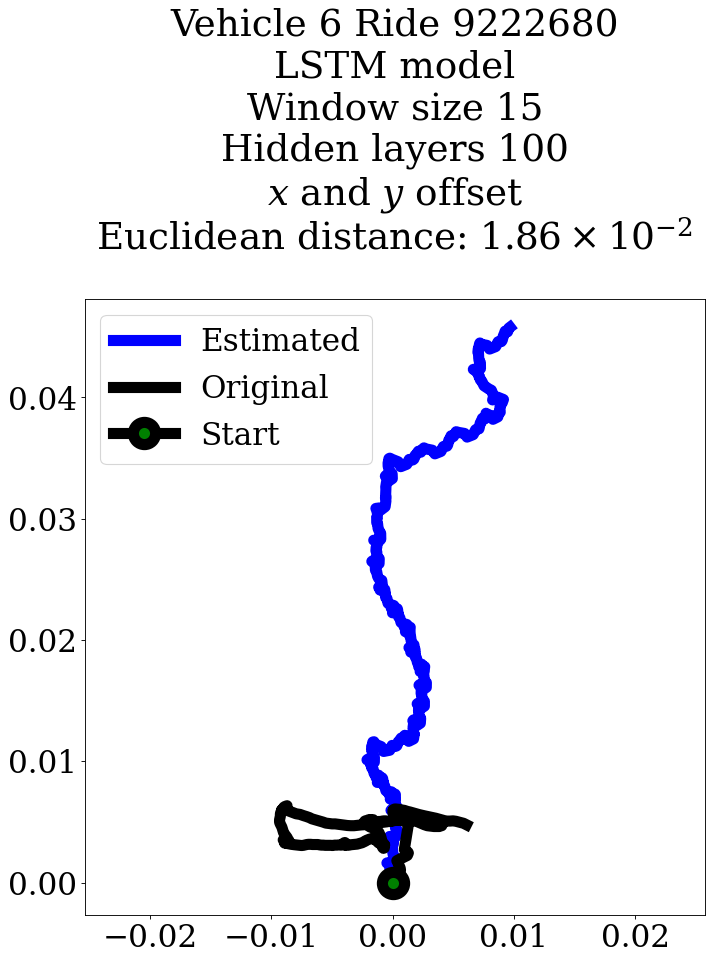 Vehicle 6 Ride 9222680
LSTM model
Window size 15
Hidden layers 100
x and y offset
Euclidean distance: 1.86 × 10⁻²
Estimated
Original
Start
0.04
0.03
0.02
0.01
0.00
−0.02 −0.01 0.00 0.01 0.02